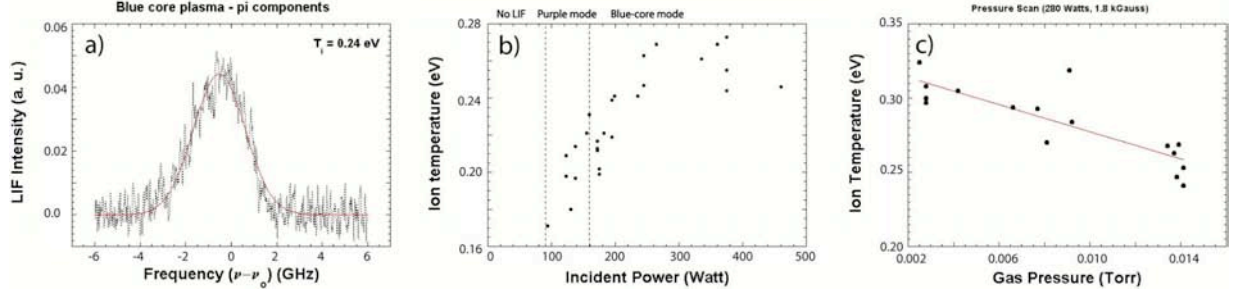 Blue core plasma - pi components
a)
T_i = 0.24 eV
LIF Intensity (a. u.)
0.06
0.04
0.02
0.0
-6 -4 -2 0 2 4 6
Frequency (ν-ν_o) (GHz)
No LIF Purple mode Blue-core mode
b)
Ion temperature (eV)
0.28
0.24
0.20
0.16
0 100 200 300 400 500
Incident Power (Watt)
Pressure Scan (280 Watts, 1.8 kGauss)
c)
Ion Temperature (eV)
0.35
0.30
0.25
0.20
0.002 0.006 0.010 0.014
Gas Pressure (Torr)